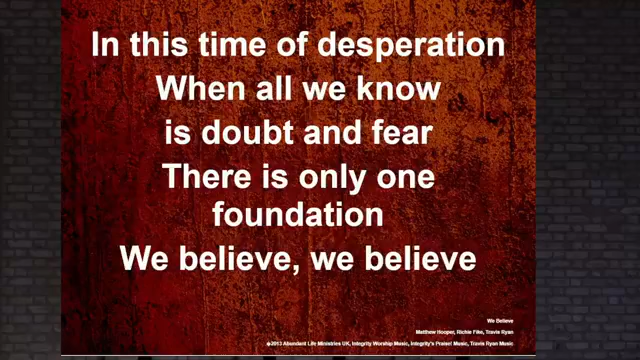 In this time of desperation
When all we know
is doubt and fear
There is only one
foundation
We believe, we believe
We Believe
Matthew Hooper, Richie Fike, Travis Ryan
�2013 Abundant Life Ministries UK, Integrity Worship Music, Integrity's Praise! Music, Travis Ryan Music